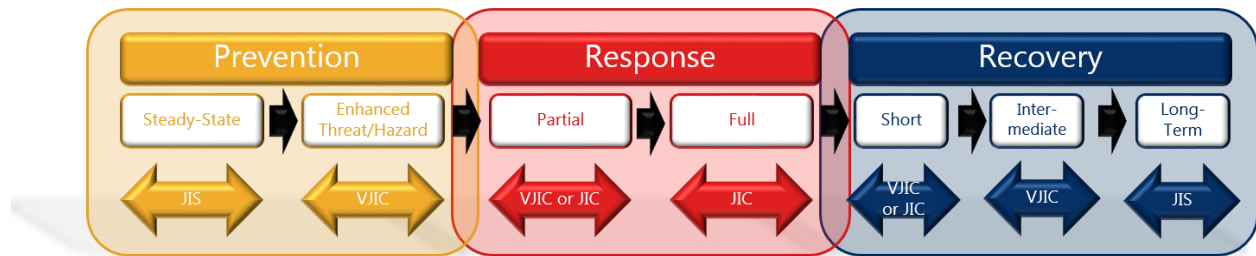 Prevention
Response
Recovery
Steady-State
Enhanced
Threat/Hazard
Partial
Full
Short
Inter-
mediate
Long-
Term
JIS
VJIC
VJIC or JIC
JIC
VJIC
or JIC
VJIC
JIS